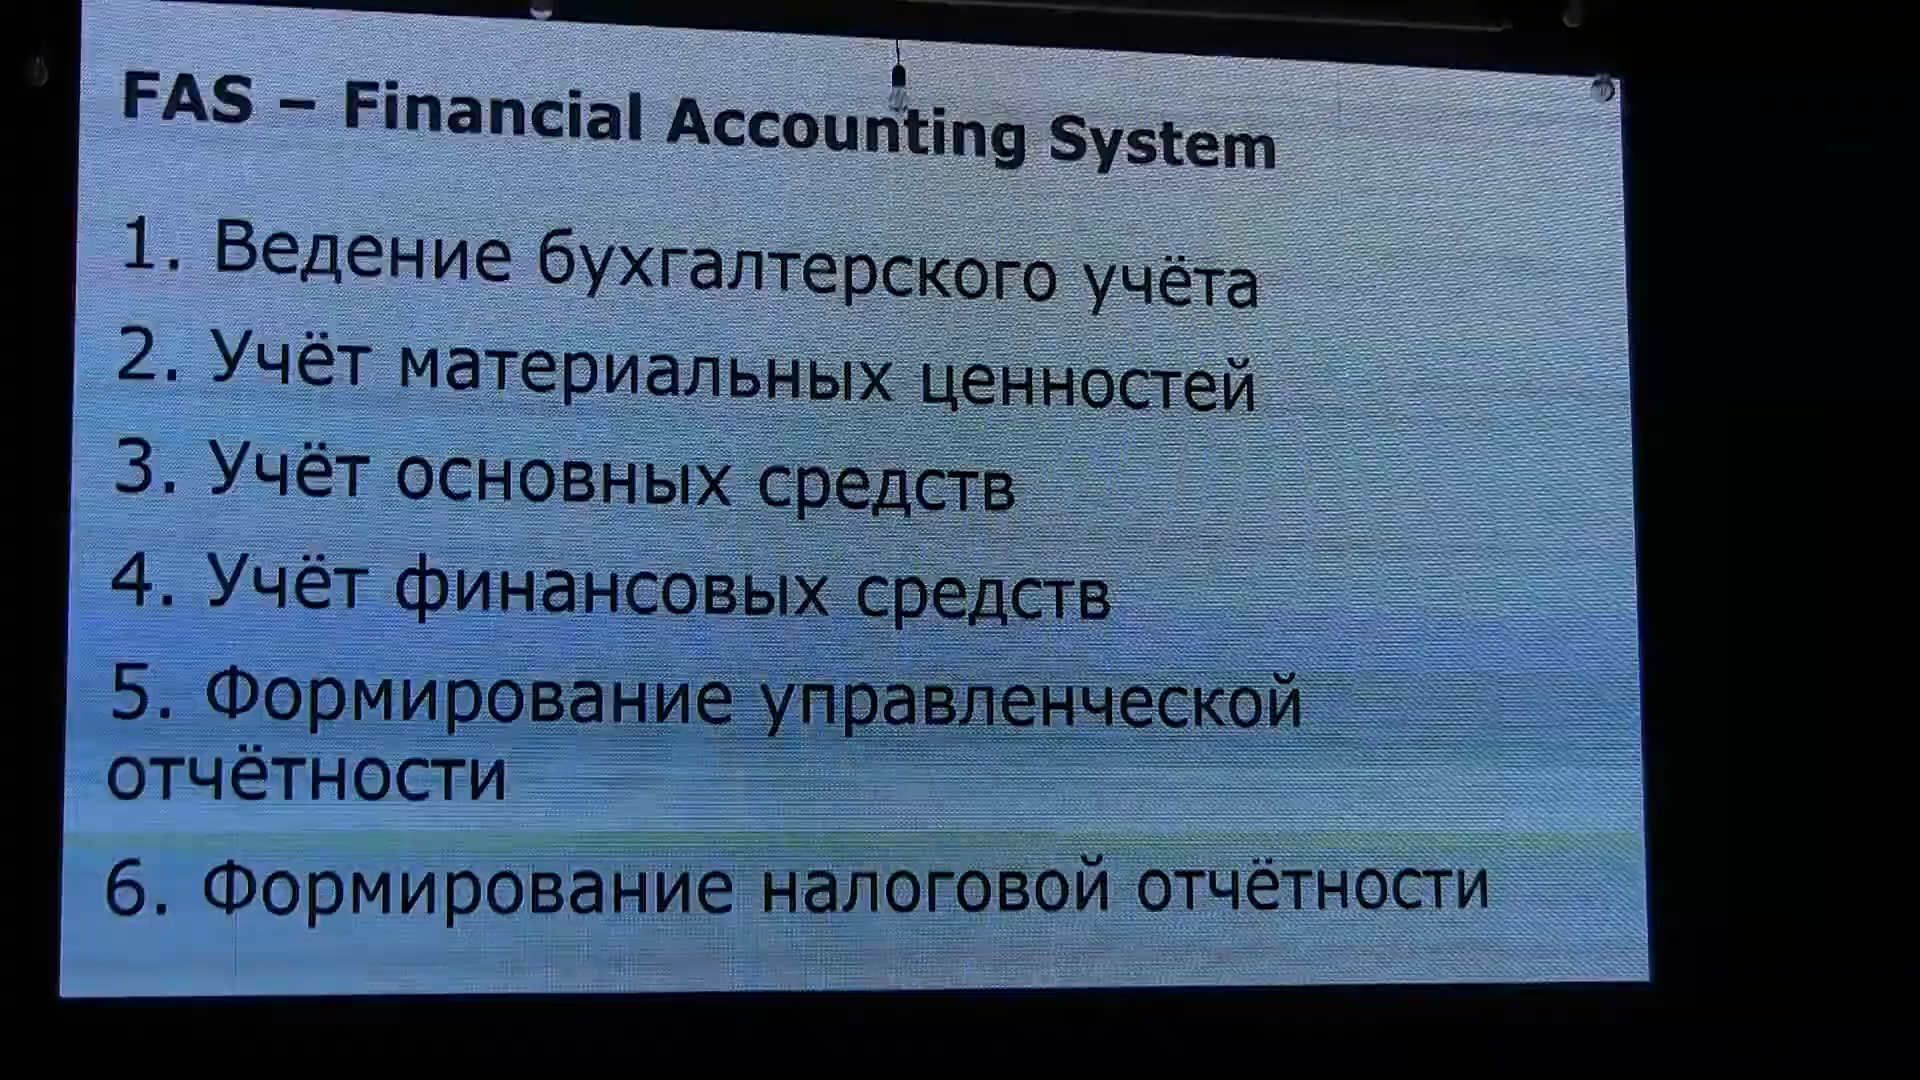 FAS – Financial Accounting System
1. Ведение бухгалтерского учёта
2. Учёт материальных ценностей
3. Учёт основных средств
4. Учёт финансовых средств
5. Формирование управленческой
отчётности
6. Формирование налоговой отчётности